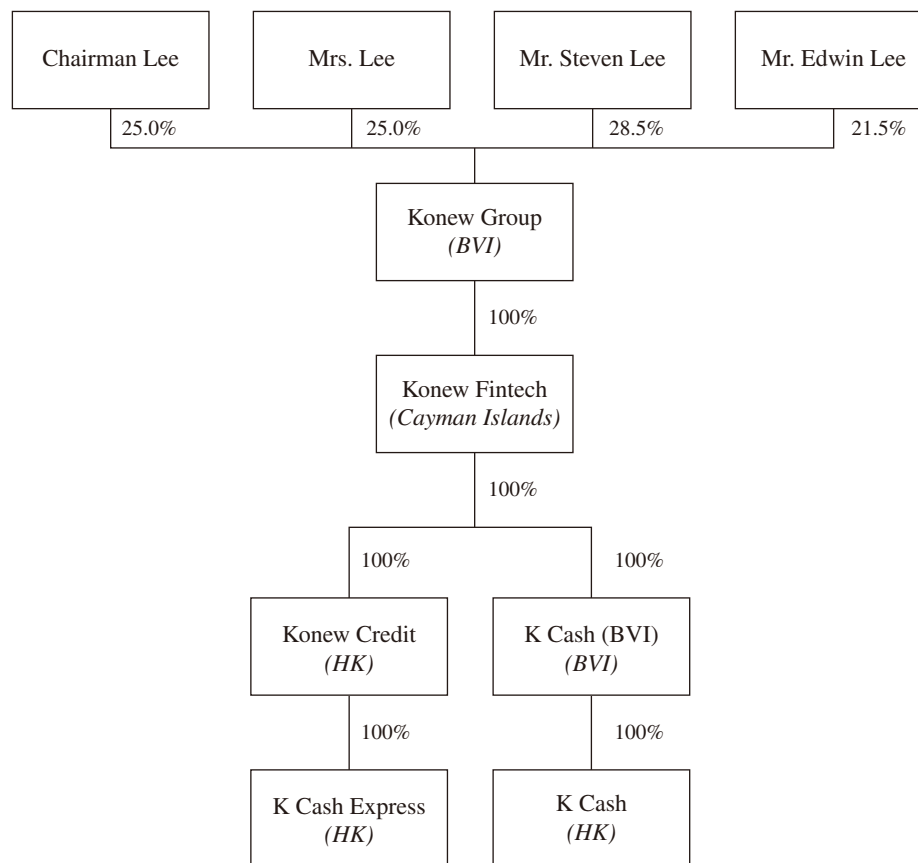 Chairman Lee
Mrs. Lee
Mr. Steven Lee
Mr. Edwin Lee
25.0%
25.0%
28.5%
21.5%
Konew Group
(BVI)
100%
Konew Fintech
(Cayman Islands)
100%
100%
100%
Konew Credit
(HK)
K Cash (BVI)
(BVI)
100%
100%
K Cash Express
(HK)
K Cash
(HK)